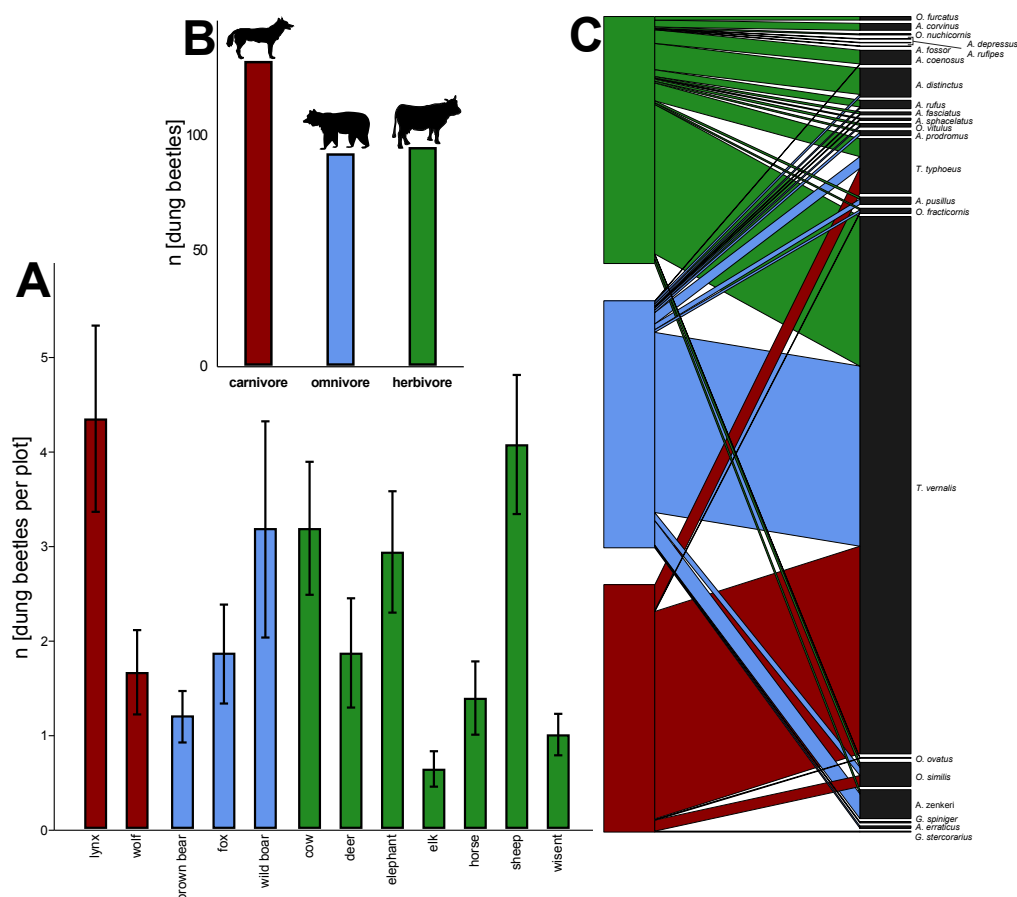 A
n [dung beetles per plot]
5
4
3
2
1
0
lynx
wolf
brown bear
fox
wild boar
cow
deer
elephant
elk
horse
sheep
wisent
B
n [dung beetles]
100
50
0
carnivore
omnivore
herbivore
C
O. furcatus
A. corvinus
O. nuchicornis
A. depressus
A. rufipes
A. fossor
A. coenosus
A. distinctus
A. rufus
A. fasciatus
A. sphacelatus
O. vitulus
A. prodromus
T. typhoeus
A. pusillus
O. fracticornis
T. vernalis
O. ovatus
O. similis
A. zenkeri
G. spiniger
A. erraticus
G. stercorarius